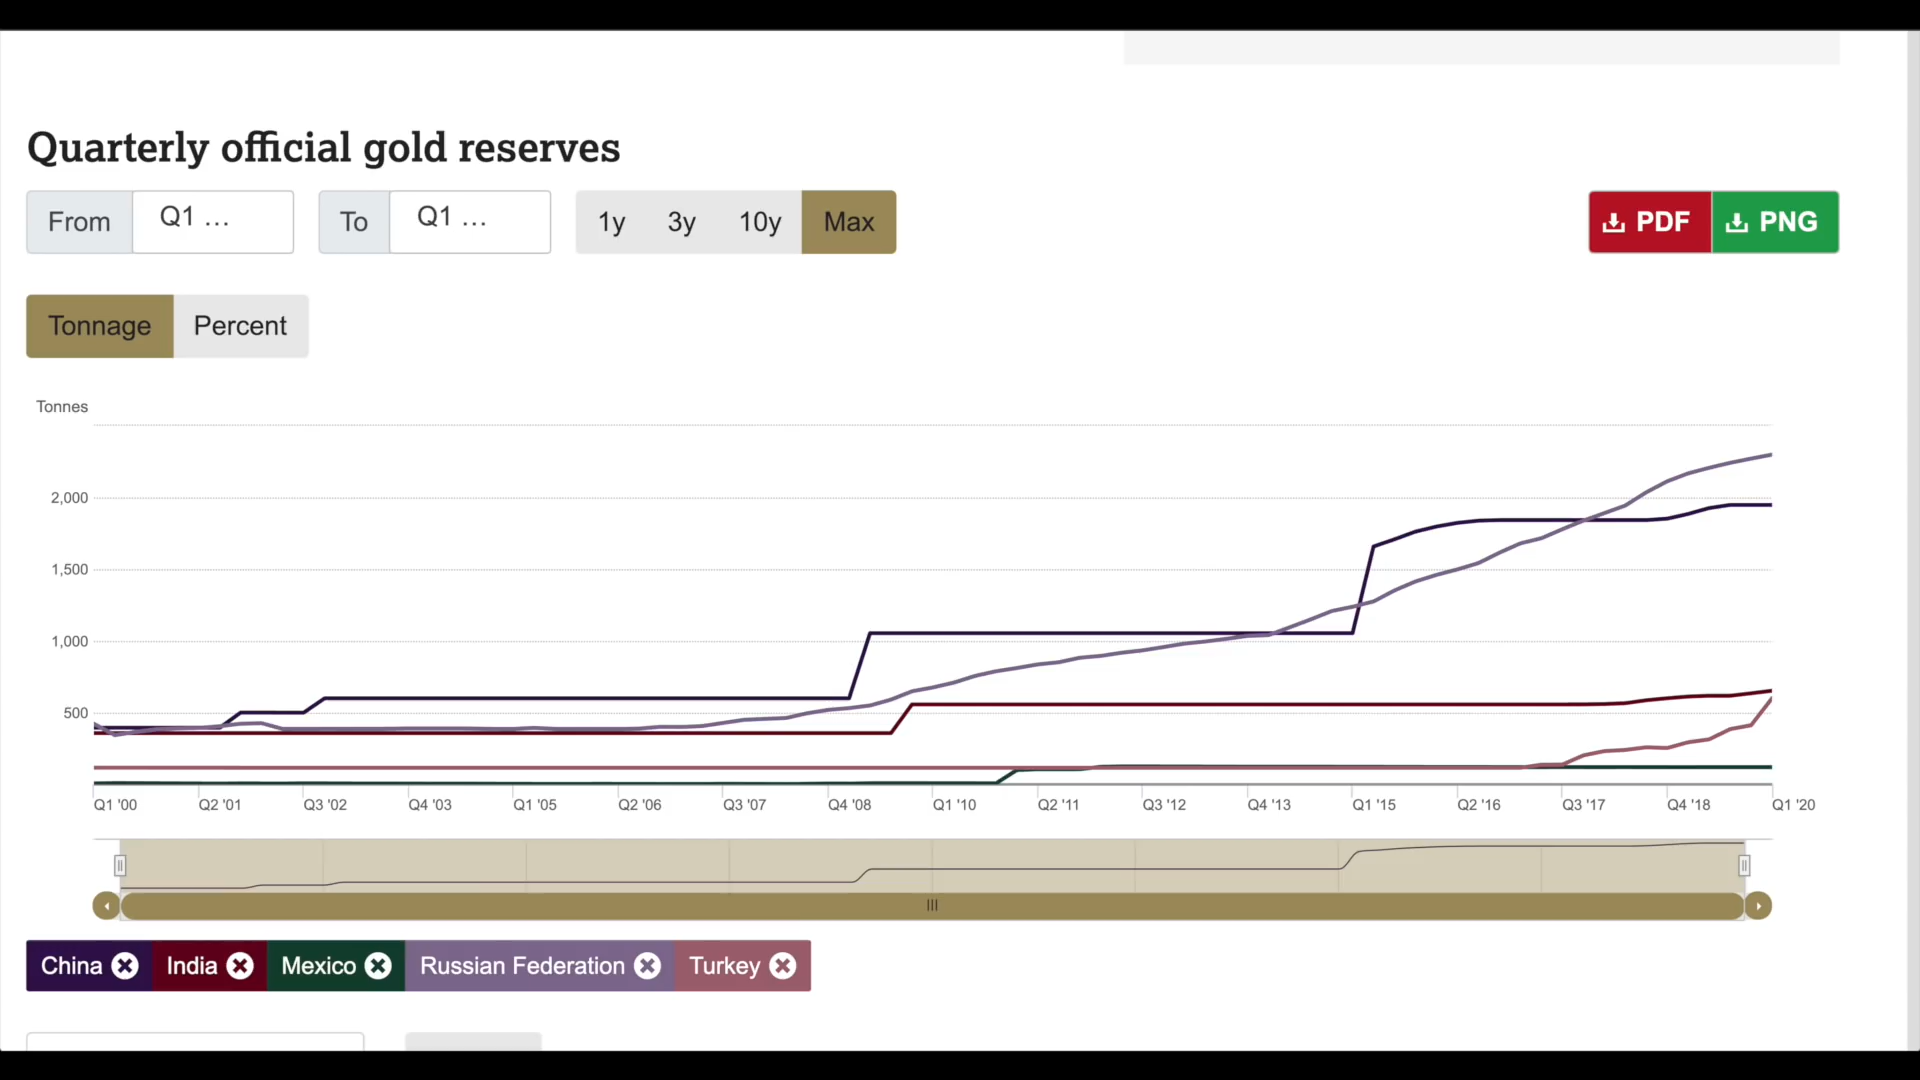 Quarterly official gold reserves
From Q1 ... To Q1 ... 1y 3y 10y Max PDF PNG
Tonnage Percent
Tonnes
2,000
1,500
1,000
500
Q1 '00 Q2 '01 Q3 '02 Q4 '03 Q1 '05 Q2 '06 Q3 '07 Q4 '08 Q1 '10 Q2 '11 Q3 '12 Q4 '13 Q1 '15 Q2 '16 Q3 '17 Q4 '18 Q1 '20
China India Mexico Russian Federation Turkey